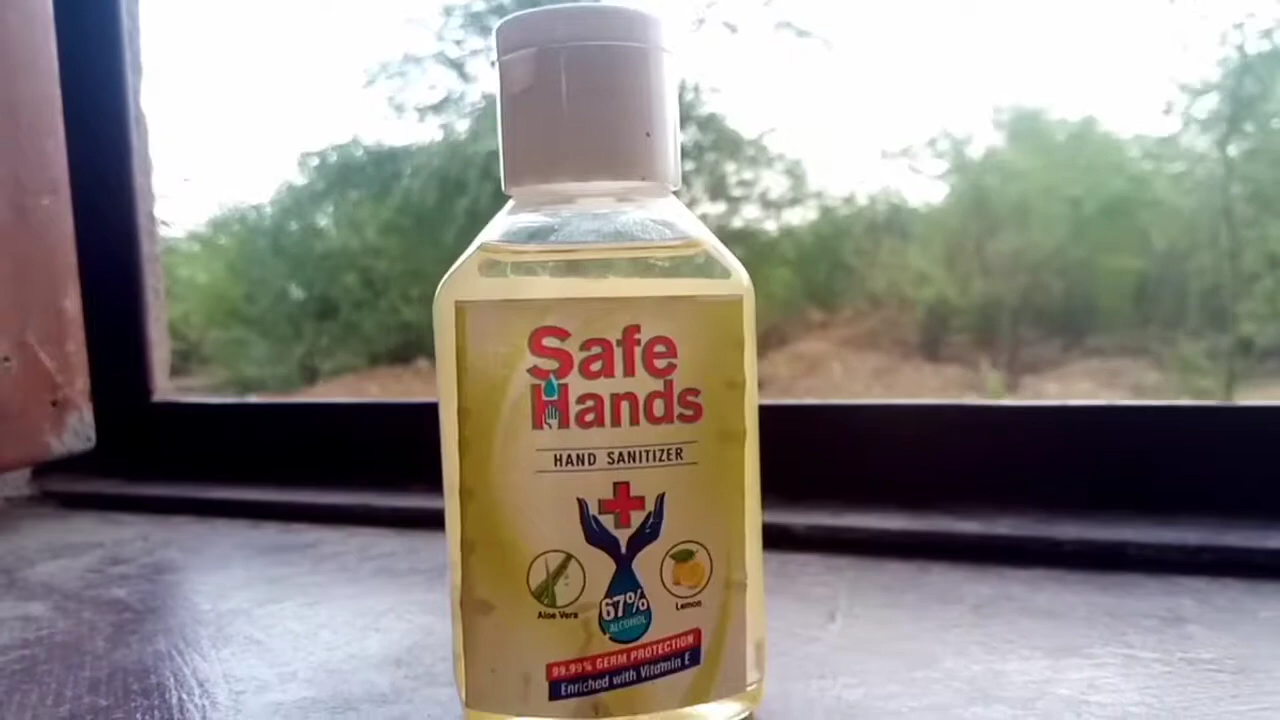 Safe
Hands
HAND SANITIZER
Aloe Vera
Lemon
67%
ALCOHOL
99.99% GERM PROTECTION
Enriched with Vitamin E